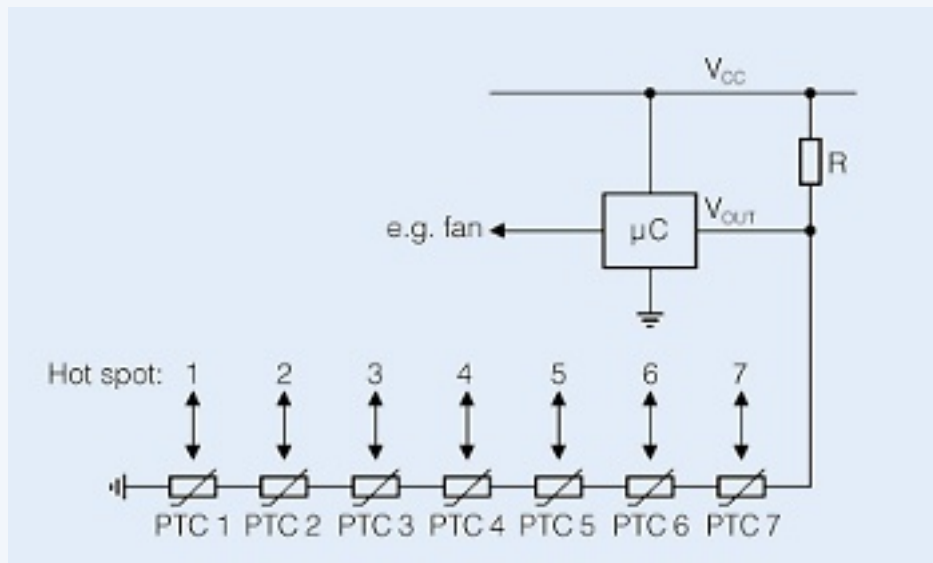 V_CC
R
V_OUT
e.g. fan
µC
Hot spot: 1 2 3 4 5 6 7
PTC 1 PTC 2 PTC 3 PTC 4 PTC 5 PTC 6 PTC 7